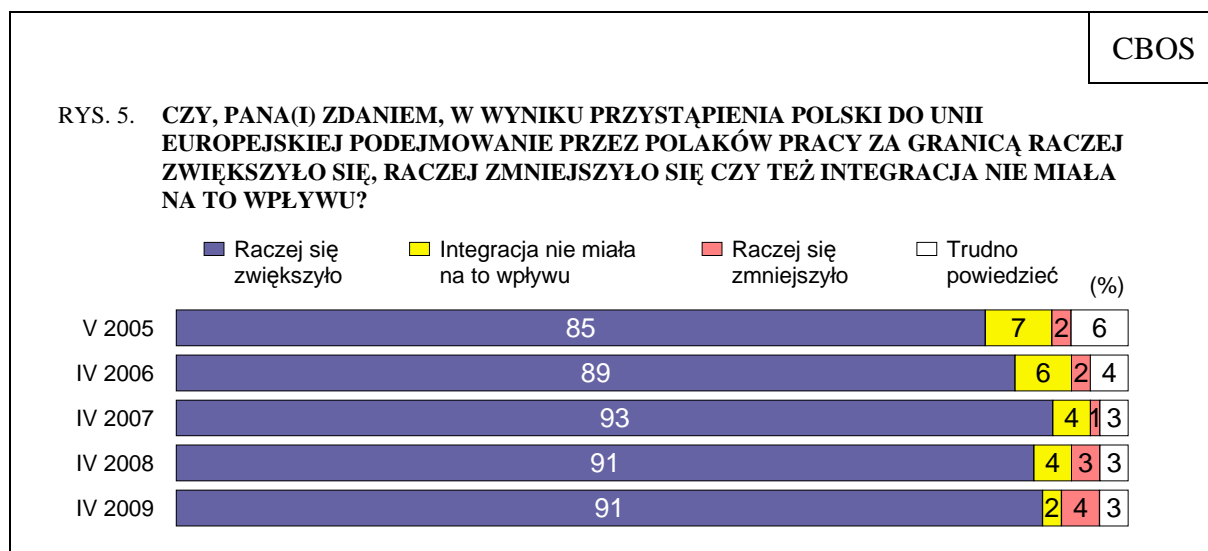 CBOS
RYS. 5. CZY, PANA(I) ZDANIEM, W WYNIKU PRZYSTĄPIENIA POLSKI DO UNII
EUROPEJSKIEJ PODEJMOWANIE PRZEZ POLAKÓW PRACY ZA GRANICĄ RACZEJ
ZWIĘKSZYŁO SIĘ, RACZEJ ZMNIEJSZYŁO SIĘ CZY TEŻ INTEGRACJA NIE MIAŁA
NA TO WPŁYWU?
Raczej się zwiększyło
Integracja nie miała na to wpływu
Raczej się zmniejszyło
Trudno powiedzieć
(%)
V 2005 85 7 2 6
IV 2006 89 6 2 4
IV 2007 93 4 1 3
IV 2008 91 4 3 3
IV 2009 91 2 4 3